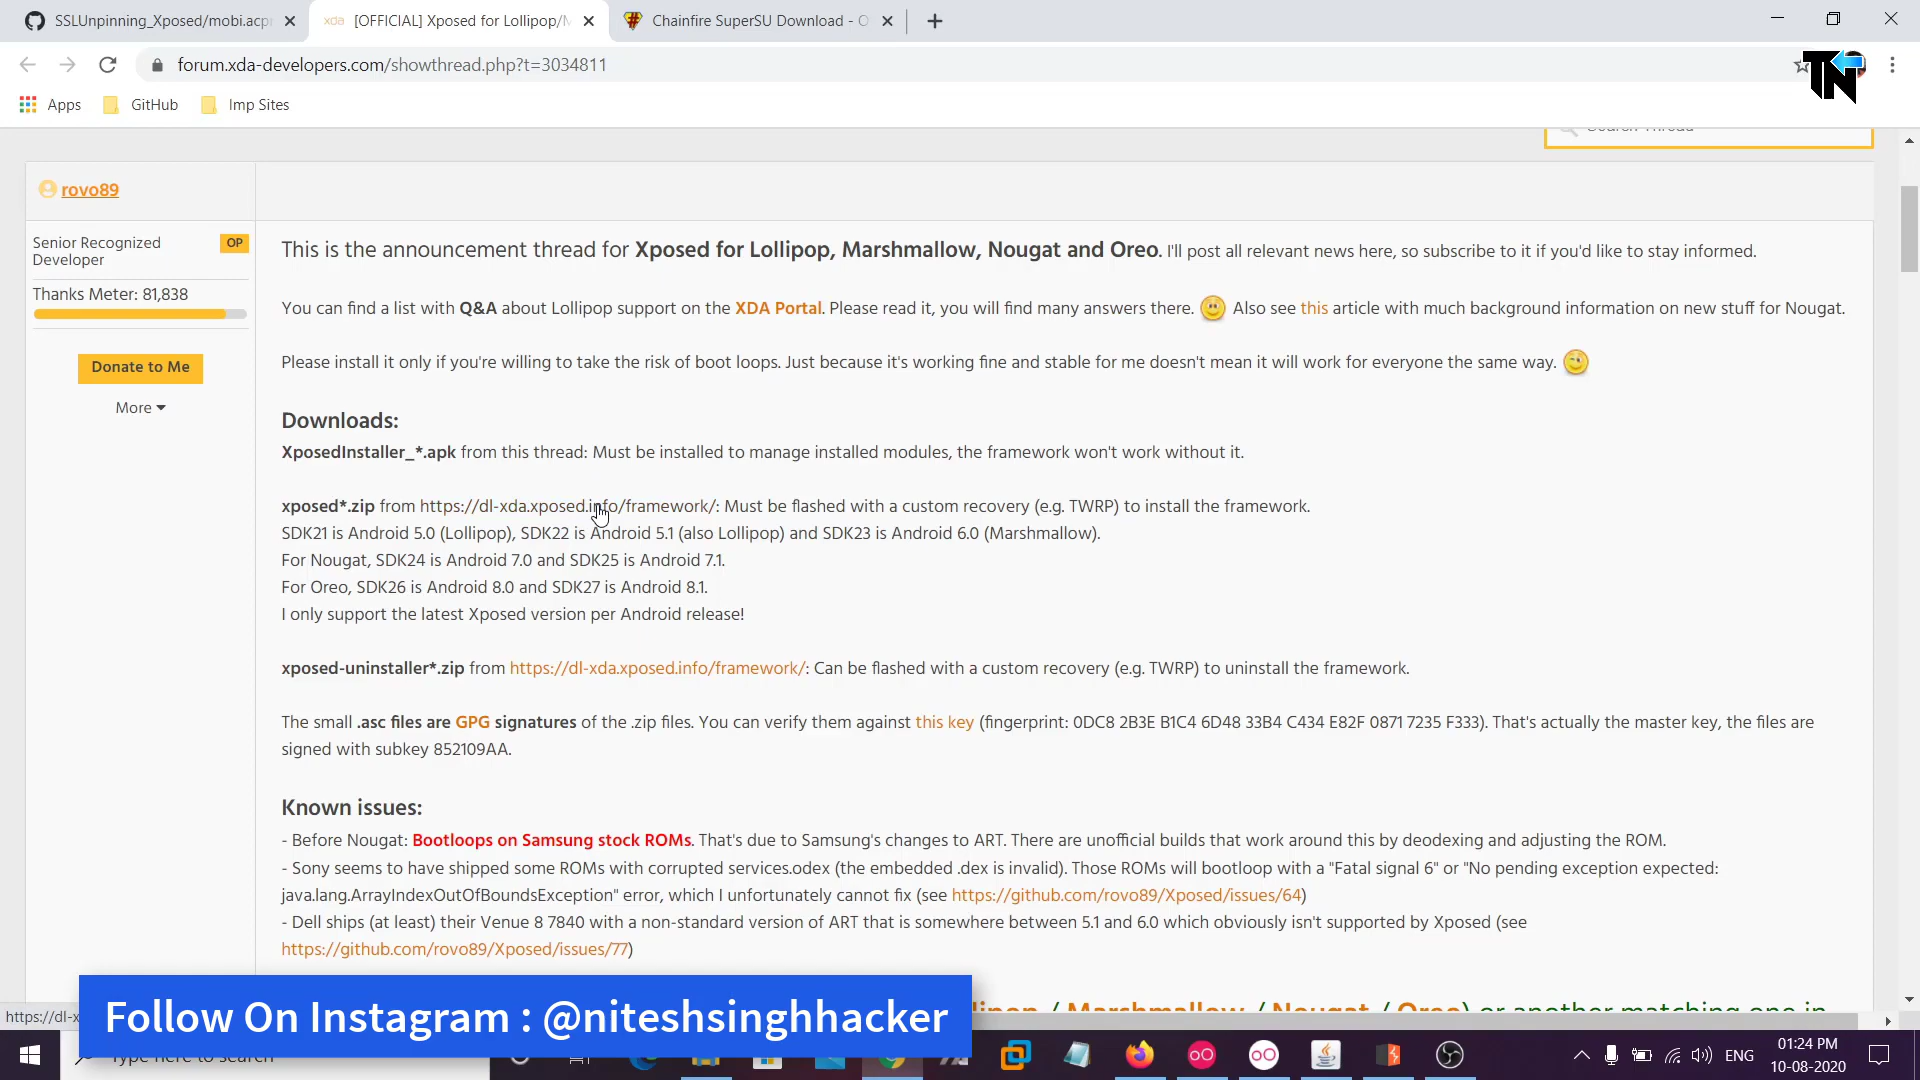 SSLUnpinning_Xposed/mobi.acpr
xda [OFFICIAL] Xposed for Lollipop/M
Chainfire SuperSU Download - O
forum.xda-developers.com/showthread.php?t=3034811
TN
Apps GitHub Imp Sites
Search Thread
rovo89
Senior Recognized Developer OP
Thanks Meter: 81,838
Donate to Me
More
This is the announcement thread for Xposed for Lollipop, Marshmallow, Nougat and Oreo. I'll post all relevant news here, so subscribe to it if you'd like to stay informed.
You can find a list with Q&A about Lollipop support on the XDA Portal. Please read it, you will find many answers there. Also see this article with much background information on new stuff for Nougat.
Please install it only if you're willing to take the risk of boot loops. Just because it's working fine and stable for me doesn't mean it will work for everyone the same way.
Downloads:
XposedInstaller_*.apk from this thread: Must be installed to manage installed modules, the framework won't work without it.
xposed*.zip from https://dl-xda.xposed.info/framework/: Must be flashed with a custom recovery (e.g. TWRP) to install the framework.
SDK21 is Android 5.0 (Lollipop), SDK22 is Android 5.1 (also Lollipop) and SDK23 is Android 6.0 (Marshmallow).
For Nougat, SDK24 is Android 7.0 and SDK25 is Android 7.1.
For Oreo, SDK26 is Android 8.0 and SDK27 is Android 8.1.
I only support the latest Xposed version per Android release!
xposed-uninstaller*.zip from https://dl-xda.xposed.info/framework/: Can be flashed with a custom recovery (e.g. TWRP) to uninstall the framework.
The small .asc files are GPG signatures of the .zip files. You can verify them against this key (fingerprint: 0DC8 2B3E B1C4 6D48 33B4 C434 E82F 0871 7235 F333). That's actually the master key, the files are
signed with subkey 852109AA.
Known issues:
- Before Nougat: Bootloops on Samsung stock ROMs. That's due to Samsung's changes to ART. There are unofficial builds that work around this by deodexing and adjusting the ROM.
- Sony seems to have shipped some ROMs with corrupted services.odex (the embedded .dex is invalid). Those ROMs will bootloop with a "Fatal signal 6" or "No pending exception expected:
java.lang.ArrayIndexOutOfBoundsException" error, which I unfortunately cannot fix (see https://github.com/rovo89/Xposed/issues/64)
- Dell ships (at least) their Venue 8 7840 with a non-standard version of ART that is somewhere between 5.1 and 6.0 which obviously isn't supported by Xposed (see
https://github.com/rovo89/Xposed/issues/77)
/ Marshmallow / Nougat / Oreo) or another matching one in
https://dl-x
Follow On Instagram : @niteshsinghhacker
Type here to search
ENG
01:24 PM
10-08-2020